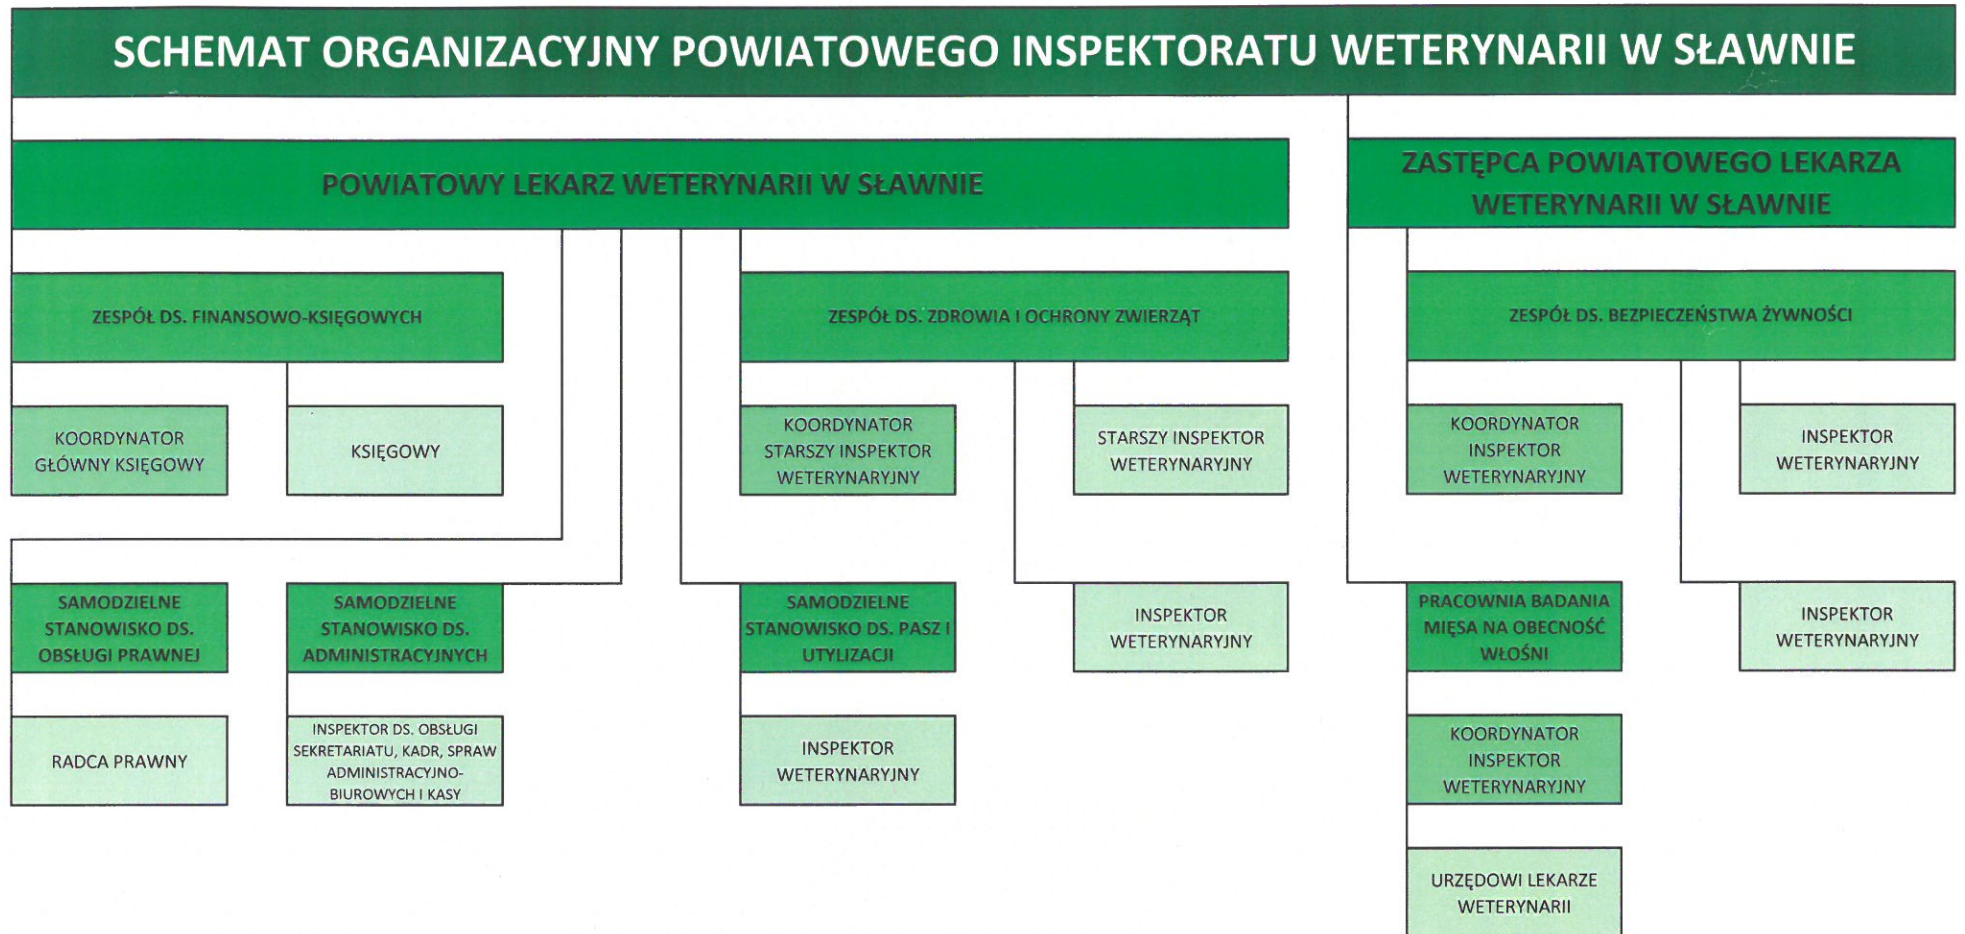 SCHEMAT ORGANIZACYJNY POWIATOWEGO INSPEKTORATU WETERYNARII W SŁAWNIE
POWIATOWY LEKARZ WETERYNARII W SŁAWNIE
ZASTĘPCA POWIATOWEGO LEKARZA
WETERYNARII W SŁAWNIE
ZESPÓŁ DS. FINANSOWO-KSIĘGOWYCH
ZESPÓŁ DS. ZDROWIA I OCHRONY ZWIERZĄT
ZESPÓŁ DS. BEZPIECZEŃSTWA ŻYWNOŚCI
KOORDYNATOR
GŁÓWNY KSIĘGOWY
KSIĘGOWY
KOORDYNATOR
STARSZY INSPEKTOR
WETERYNARYJNY
STARSZY INSPEKTOR
WETERYNARYJNY
KOORDYNATOR
INSPEKTOR
WETERYNARYJNY
INSPEKTOR
WETERYNARYJNY
SAMODZIELNE
STANOWISKO DS.
OBSŁUGI PRAWNEJ
SAMODZIELNE
STANOWISKO DS.
ADMINISTRACYJNYCH
SAMODZIELNE
STANOWISKO DS. PASZ I
UTYLIZACJI
INSPEKTOR
WETERYNARYJNY
PRACOWNIA BADANIA
MIĘSA NA OBECNOŚĆ
WŁOŚNI
INSPEKTOR
WETERYNARYJNY
RADCA PRAWNY
INSPEKTOR DS. OBSŁUGI
SEKRETARIATU, KADR, SPRAW
ADMINISTRACYJNO-
BIUROWYCH I KASY
INSPEKTOR
WETERYNARYJNY
KOORDYNATOR
INSPEKTOR
WETERYNARYJNY
URZĘDOWI LEKARZE
WETERYNARII